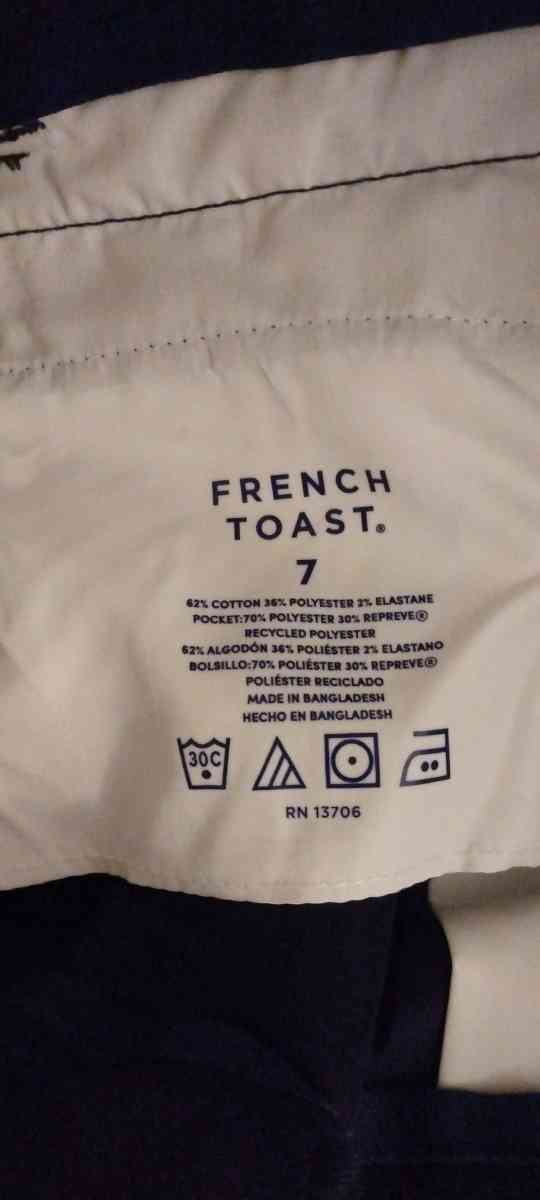 FRENCH
TOAST®
7
62% COTTON 36% POLYESTER 2% ELASTANE
POCKET:70% POLYESTER 30% REPREVE®
RECYCLED POLYESTER
62% ALGODÓN 36% POLIÉSTER 2% ELASTANO
BOLSILLO:70% POLIÉSTER 30% REPREVE®
POLIÉSTER RECICLADO
MADE IN BANGLADESH
HECHO EN BANGLADESH
30C
RN 13706